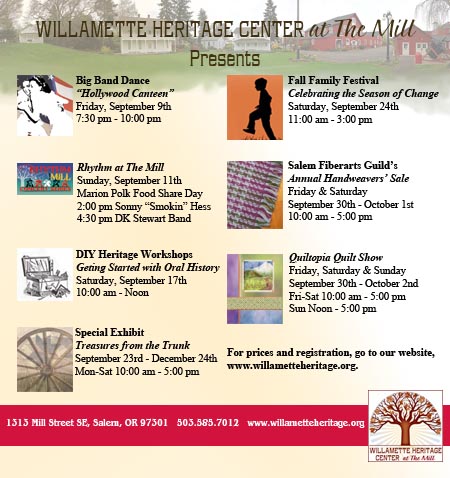 WILLAMETTE HERITAGE CENTER at The Mill
Presents
Big Band Dance
"Hollywood Canteen"
Friday, September 9th
7:30 pm - 10:00 pm
Rhythm at The Mill
Sunday, September 11th
Marion Polk Food Share Day
2:00 pm Sonny "Smokin" Hess
4:30 pm DK Stewart Band
DIY Heritage Workshops
Geting Started with Oral History
Saturday, September 17th
10:00 am - Noon
Special Exhibit
Treasures from the Trunk
September 23rd - December 24th
Mon-Sat 10:00 am - 5:00 pm
Fall Family Festival
Celebrating the Season of Change
Saturday, September 24th
11:00 am - 3:00 pm
Salem Fiberarts Guild's
Annual Handweavers' Sale
Friday & Saturday
September 30th - October 1st
10:00 am - 5:00 pm
Quiltopia Quilt Show
Friday, Saturday & Sunday
September 30th - October 2nd
Fri-Sat 10:00 am - 5:00 pm
Sun Noon - 5:00 pm
For prices and registration, go to our website,
www.willametteheritage.org.
1313 Mill Street SE, Salem, OR 97301 503.585.7012 www.willametteheritage.org
WILLAMETTE HERITAGE
CENTER at The Mill